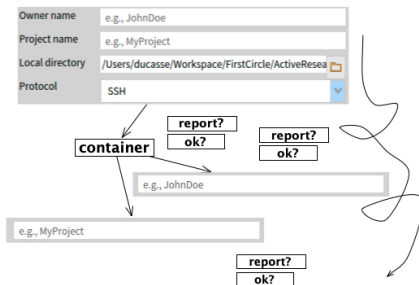 Owner name e.g., JohnDoe
Project name e.g., MyProject
Local directory /Users/ducasse/Workspace/FirstCircle/ActiveResea
Protocol SSH
report?
ok?
report?
ok?
container
e.g., JohnDoe
e.g., MyProject
report?
ok?